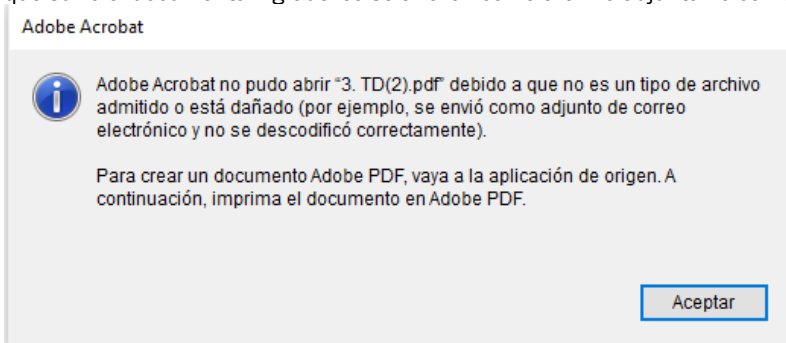 Adobe Acrobat
Adobe Acrobat no pudo abrir “3. TD(2).pdf” debido a que no es un tipo de archivo
admitido o está dañado (por ejemplo, se envió como adjunto de correo
electrónico y no se descodificó correctamente).
Para crear un documento Adobe PDF, vaya a la aplicación de origen. A
continuación, imprima el documento en Adobe PDF.
Aceptar